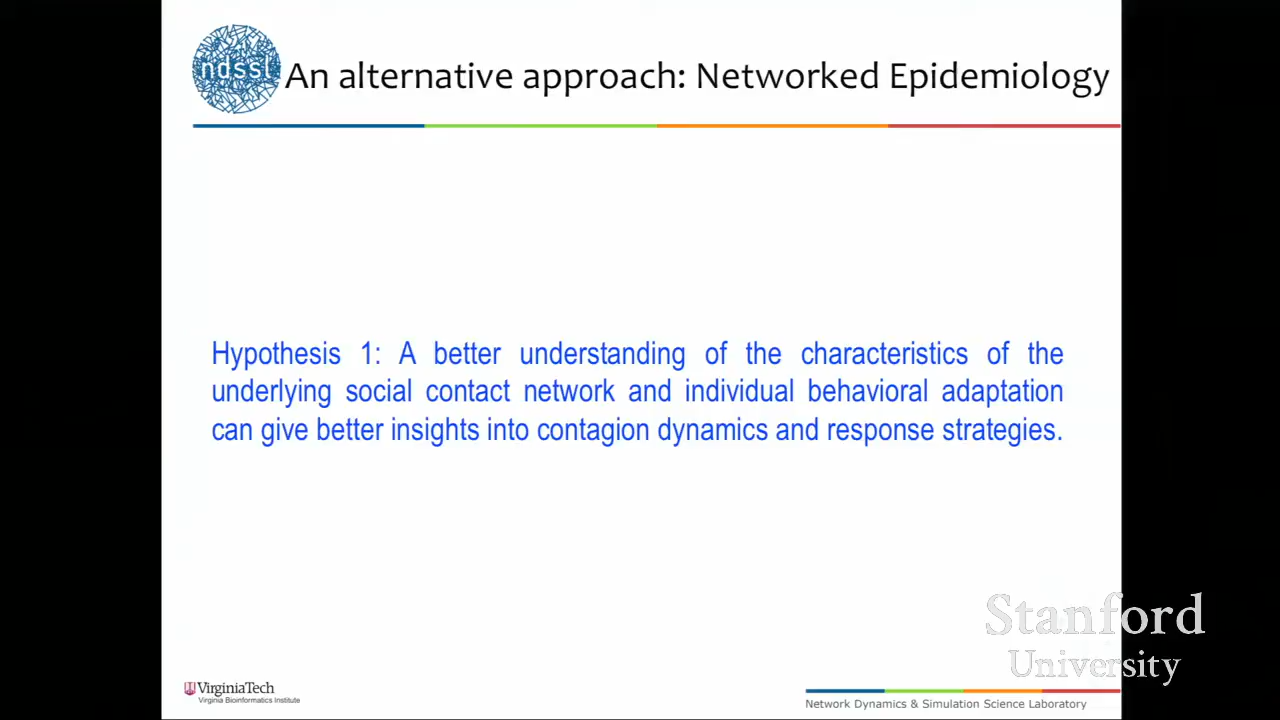 ndssl
An alternative approach: Networked Epidemiology
Hypothesis 1: A better understanding of the characteristics of the
underlying social contact network and individual behavioral adaptation
can give better insights into contagion dynamics and response strategies.
Stanford
University
VirginiaTech
Virginia Bioinformatics Institute
Network Dynamics & Simulation Science Laboratory